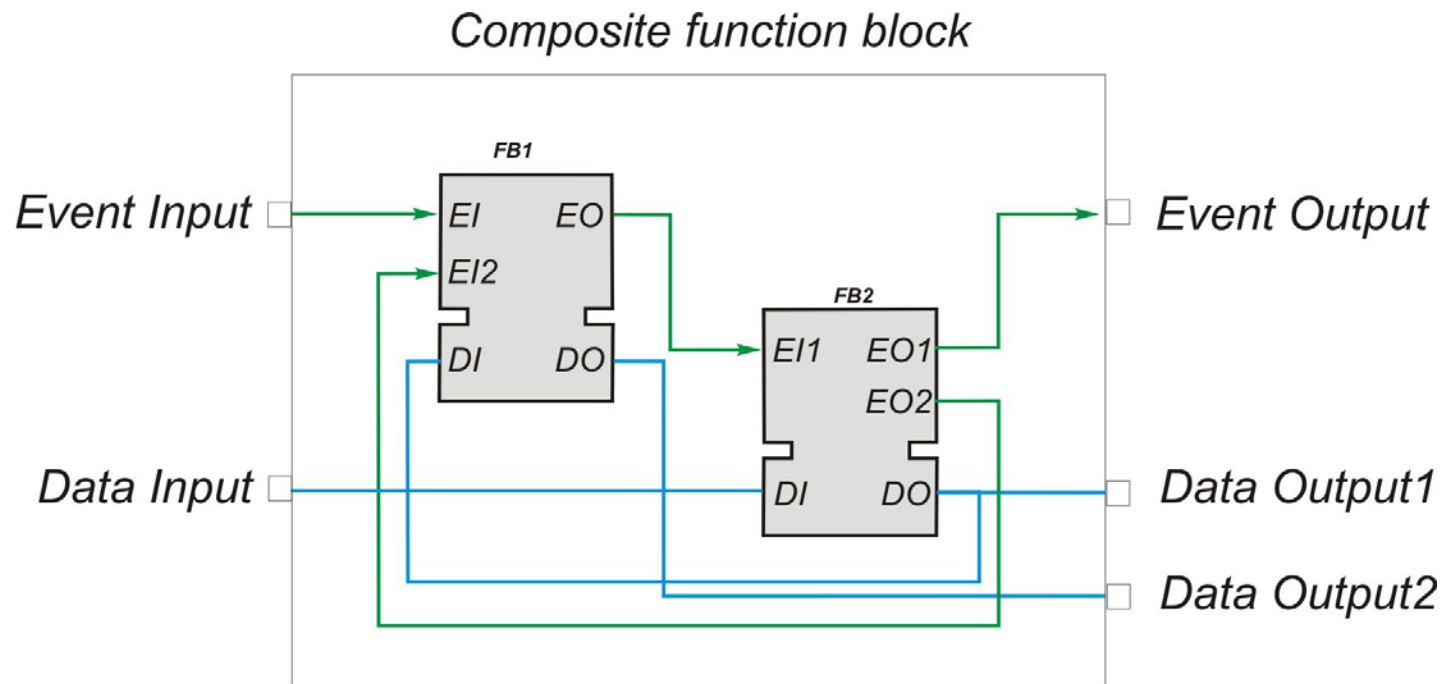 Composite function block
FB1
Event Input
EI
EO
Event Output
EI2
FB2
EI1
EO1
DI
DO
EO2
Data Input
DI
DO
Data Output1
Data Output2